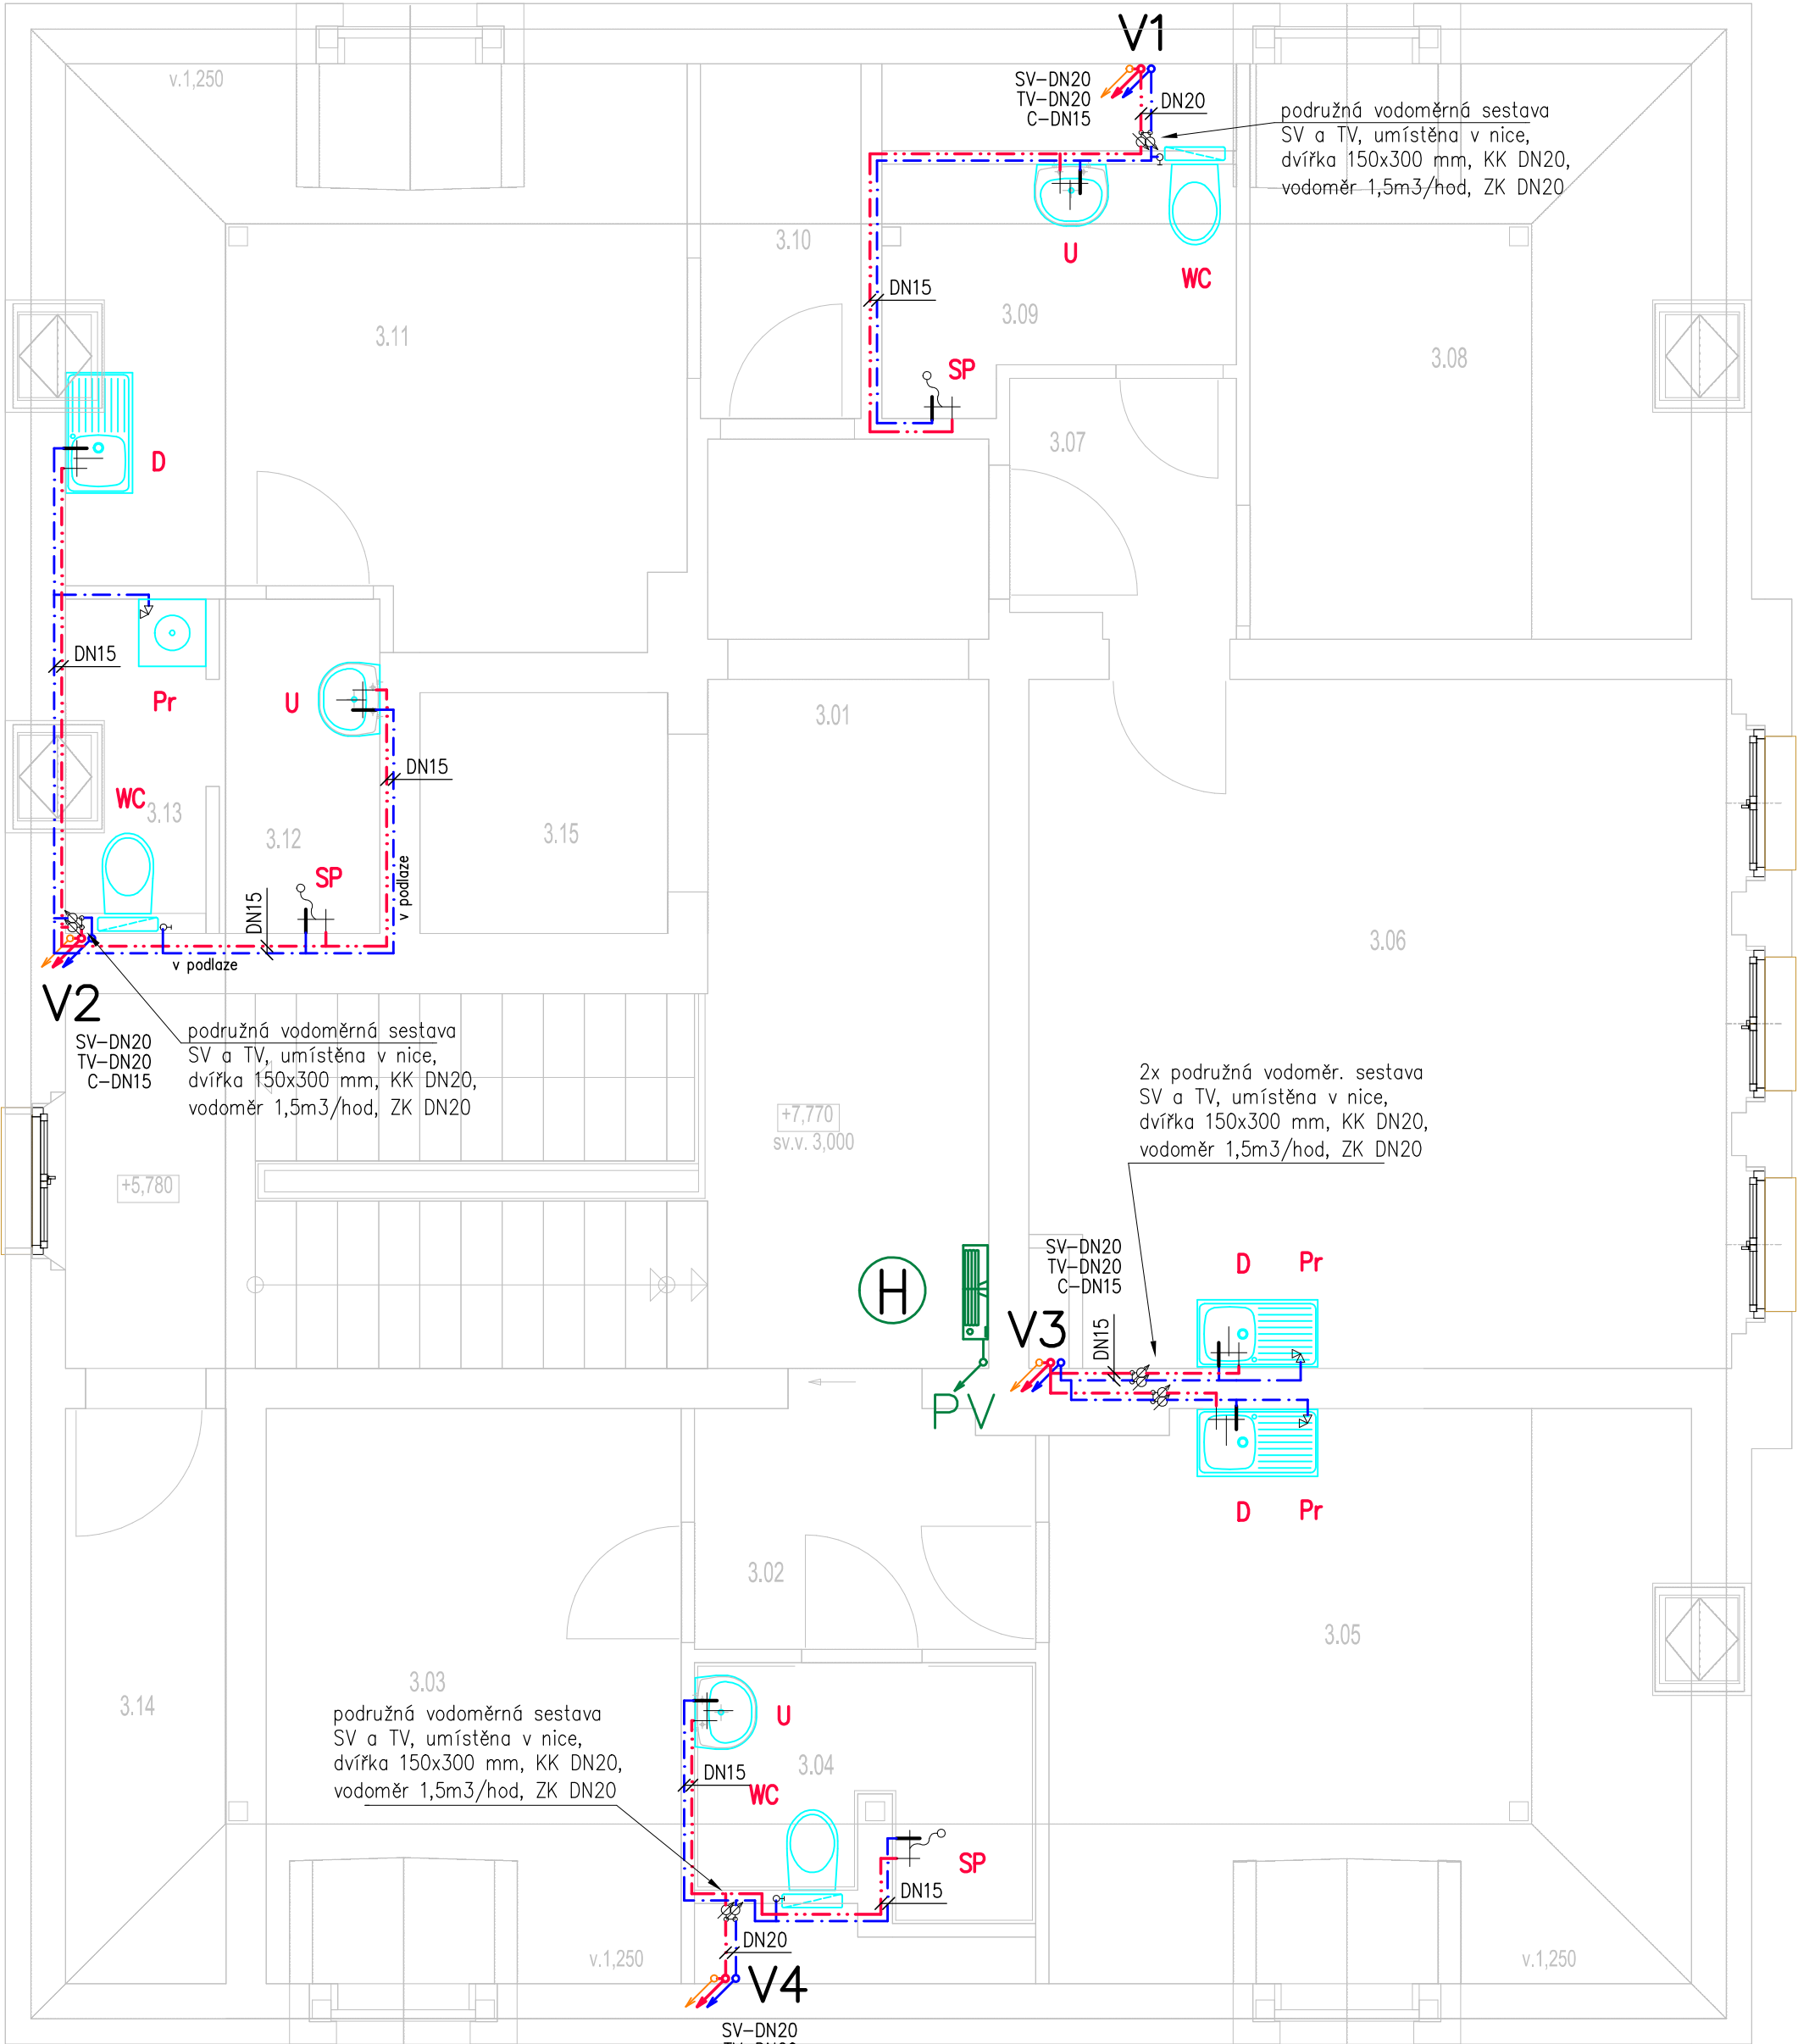 V1
v.1,250
SV-DN20
TV-DN20
C-DN15
DN20
podružná vodoměrná sestava
SV a TV, umístěna v nice,
dvířka 150x300 mm, KK DN20,
vodoměr 1,5m3/hod, ZK DN20
3.10
U
WC
DN15
3.09
3.11
3.08
SP
3.07
D
DN15
Pr
U
3.01
DN15
WC
3.13
3.12
3.15
SP
v podlaze
DN15
v podlaze
3.06
V2
SV-DN20
TV-DN20
C-DN15
podružná vodoměrná sestava
SV a TV, umístěna v nice,
dvířka 150x300 mm, KK DN20,
vodoměr 1,5m3/hod, ZK DN20
2x podružná vodoměr. sestava
SV a TV, umístěna v nice,
dvířka 150x300 mm, KK DN20,
vodoměr 1,5m3/hod, ZK DN20
+7,770
sv.v. 3,000
+5,780
SV-DN20
TV-DN20
C-DN15
D
Pr
H
V3
DN15
PV
D
Pr
3.02
3.05
3.03
3.14
podružná vodoměrná sestava
SV a TV, umístěna v nice,
dvířka 150x300 mm, KK DN20,
vodoměr 1,5m3/hod, ZK DN20
U
3.04
DN15
WC
SP
DN15
DN20
v.1,250
v.1,250
V4
SV-DN20
TV-DN20